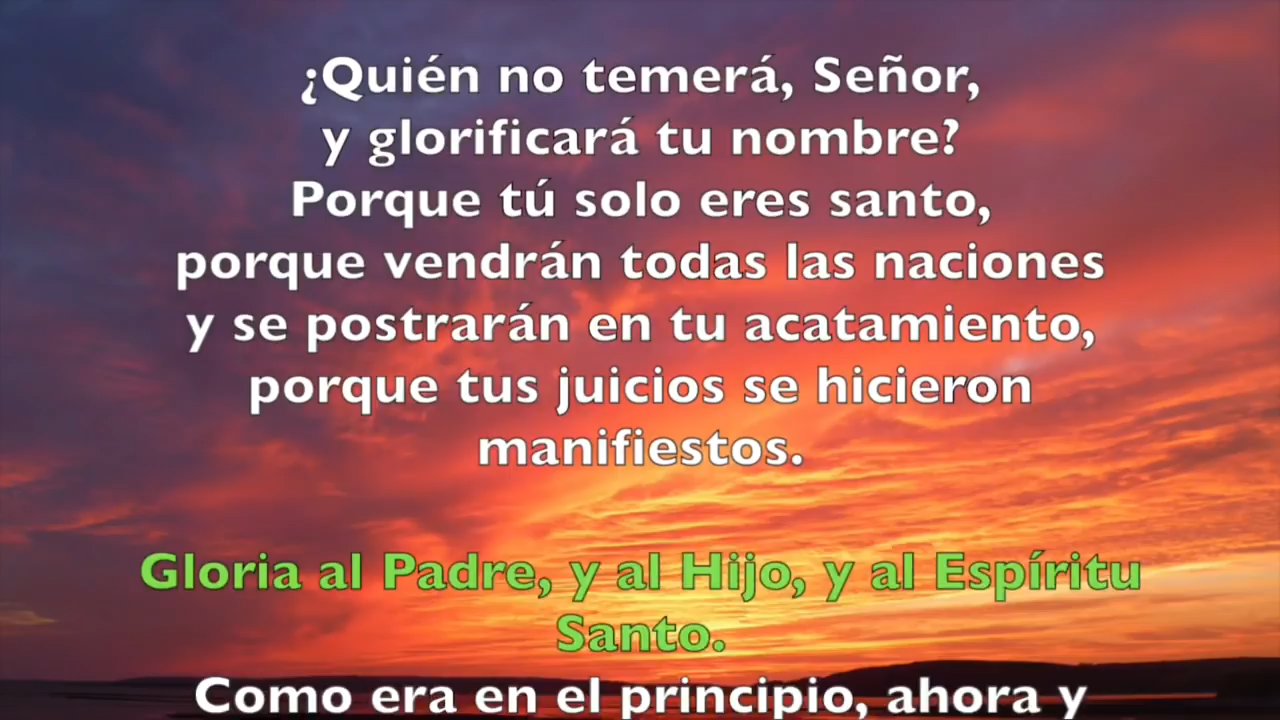 ¿Quién no temerá, Señor,
y glorificará tu nombre?
Porque tú solo eres santo,
porque vendrán todas las naciones
y se postrarán en tu acatamiento,
porque tus juicios se hicieron
manifiestos.
Gloria al Padre, y al Hijo, y al Espíritu
Santo.
Como era en el principio, ahora y